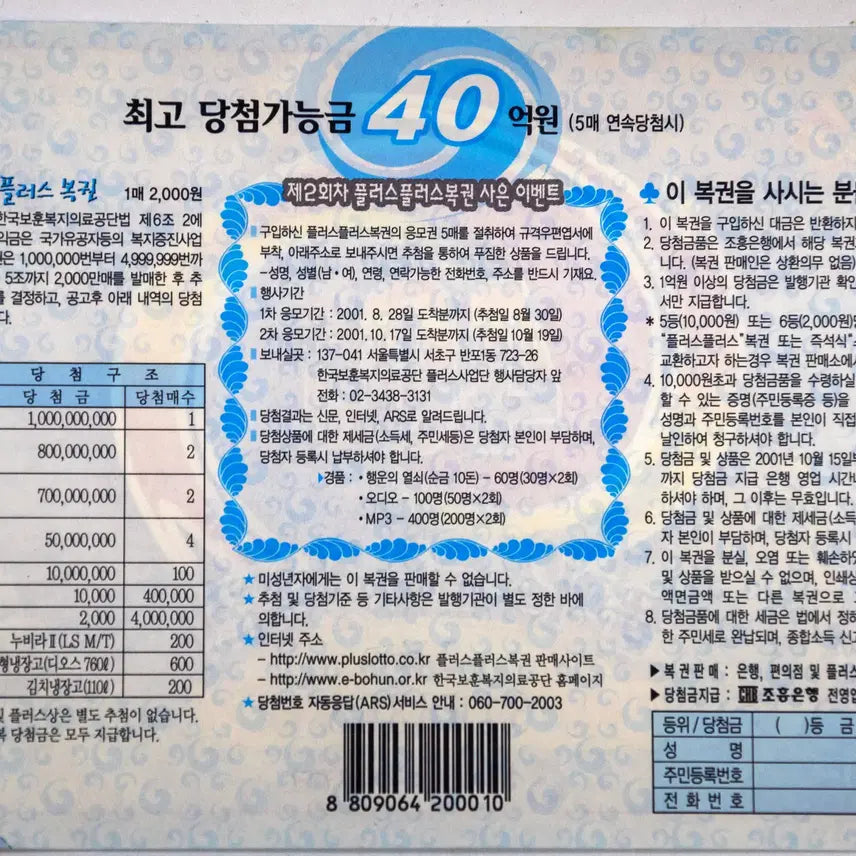 최고 당첨가능금 40 억원 (5매 연속당첨시)
플러스 복권 1매 2,000원
한국보훈복지의료공단법 제6조 2에
익금은 국가유공자등의 복지증진사업
은 1,000,000번부터 4,999,999번까
5조까지 2,000만매를 발매한 후 추
를 결정하고, 공고후 아래 내역의 당첨
다.
당 첨 구 조
당 첨 금 당첨매수
1,000,000,000 1
800,000,000 2
700,000,000 2
50,000,000 4
10,000,000 100
10,000 400,000
2,000 4,000,000
누비라Ⅱ(LS M/T) 200
형냉장고(디오스 760ℓ) 600
김치냉장고(110ℓ) 200
및 플러스상은 별도 추첨이 없습니다.
복 당첨금은 모두 지급합니다.
제2회차 플러스플러스복권 사은 이벤트
구입하신 플러스플러스복권의 응모권 5매를 절취하여 규격우편엽서에
부착, 아래주소로 보내주시면 추첨을 통하여 푸짐한 상품을 드립니다.
-성명, 성별(남·여), 연령, 연락가능한 전화번호, 주소를 반드시 기재요.
행사기간
1차 응모기간 : 2001. 8. 28일 도착분까지 (추첨일 8월 30일)
2차 응모기간 : 2001. 10. 17일 도착분까지 (추첨일 10월 19일)
보내실곳 : 137-041 서울특별시 서초구 반포1동 723-26
한국보훈복지의료공단 플러스사업단 행사담당자 앞
전화 : 02-3438-3131
당첨결과는 신문, 인터넷, ARS로 알려드립니다.
당첨상품에 대한 제세금(소득세, 주민세등)은 당첨자 본인이 부담하며,
당첨자 등록시 납부하셔야 합니다.
▶경품 : • 행운의 열쇠(순금 10돈) - 60명(30명×2회)
• 오디오 - 100명(50명×2회)
• MP3 - 400명(200명×2회)
★ 미성년자에게는 이 복권을 판매할 수 없습니다.
★ 추첨 및 당첨기준 등 기타사항은 발행기관이 별도 정한 바에
의합니다.
★ 인터넷 주소
- http://www.pluslotto.co.kr 플러스플러스복권 판매사이트
- http://www.e-bohun.or.kr 한국보훈복지의료공단 홈페이지
★ 당첨번호 자동응답(ARS)서비스 안내 : 060-700-2003
8 809064 200010
♣ 이 복권을 사시는 분
1. 이 복권을 구입하신 대금은 반환하지
2. 당첨금품은 조흥은행에서 해당 복권
니다. (복권 판매인은 상환의무 없음)
3. 1억원 이상의 당첨금은 발행기관 확인
서만 지급합니다.
* 5등(10,000원) 또는 6등(2,000원)
"플러스플러스" 복권 또는 즉석식"
교환하고자 하는경우 복권 판매소에서
4. 10,000원초과 당첨금품을 수령하실
할 수 있는 증명(주민등록증 등)을
성명과 주민등록번호를 본인이 직접
날인하여 청구하셔야 합니다.
5. 당첨금 및 상품은 2001년 10월 15일부
까지 당첨금 지급 은행 영업 시간내
하셔야 하며, 그 이후는 무효입니다.
6. 당첨금 및 상품에 대한 제세금(소득
자 본인이 부담하며, 당첨자 등록시
7. 이 복권을 분실, 오염 또는 훼손하
및 상품을 받으실 수 없으며, 인쇄상
액면금액 또는 다른 복권으로
8. 당첨금품에 대한 세금은 법에서 정해
한 주민세로 완납되며, 종합소득 신고
▶ 복권판매 : 은행, 편의점 및 플러스
▶ 당첨금지급 : CHB 조흥은행 전영업
등위/당첨금 ( )등 금
성 명
주민등록번호
전 화 번 호